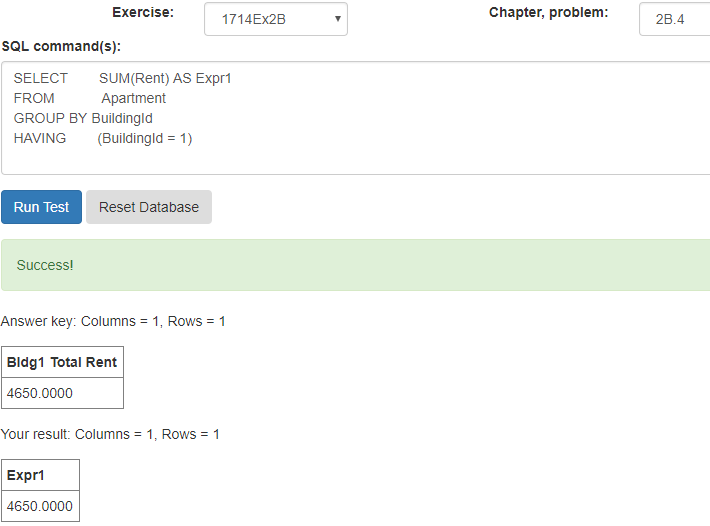 Exercise: 1714Ex2B Chapter, problem: 2B.4
SQL command(s):
SELECT SUM(Rent) AS Expr1
FROM Apartment
GROUP BY BuildingId
HAVING (BuildingId = 1)
Run Test Reset Database
Success!
Answer key: Columns = 1, Rows = 1
Bldg1 Total Rent
4650.0000
Your result: Columns = 1, Rows = 1
Expr1
4650.0000